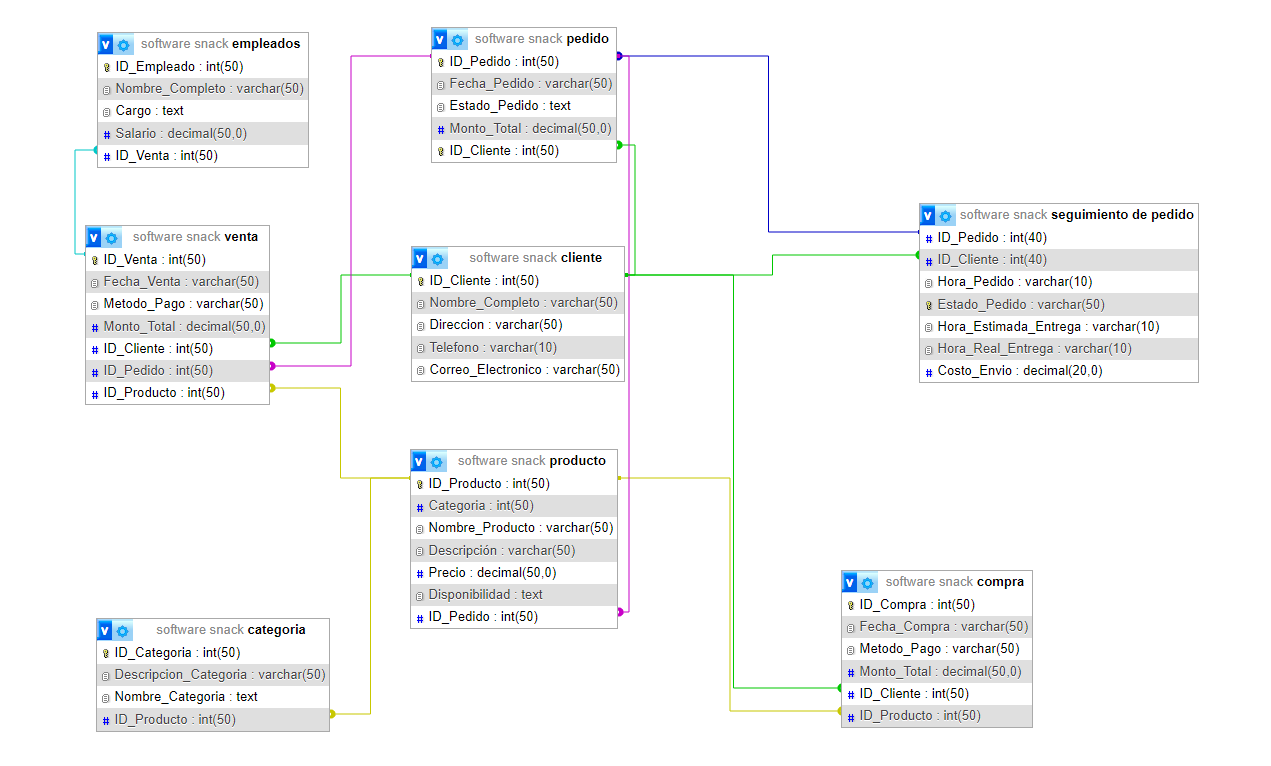 software snack empleados
ID_Empleado : int(50)
Nombre_Completo : varchar(50)
Cargo : text
Salario : decimal(50,0)
ID_Venta : int(50)
software snack pedido
ID_Pedido : int(50)
Fecha_Pedido : varchar(50)
Estado_Pedido : text
Monto_Total : decimal(50,0)
ID_Cliente : int(50)
software snack venta
ID_Venta : int(50)
Fecha_Venta : varchar(50)
Metodo_Pago : varchar(50)
Monto_Total : decimal(50,0)
ID_Cliente : int(50)
ID_Pedido : int(50)
ID_Producto : int(50)
software snack cliente
ID_Cliente : int(50)
Nombre_Completo : varchar(50)
Direccion : varchar(50)
Telefono : varchar(10)
Correo_Electronico : varchar(50)
software snack seguimiento de pedido
ID_Pedido : int(40)
ID_Cliente : int(40)
Hora_Pedido : varchar(10)
Estado_Pedido : varchar(50)
Hora_Estimada_Entrega : varchar(10)
Hora_Real_Entrega : varchar(10)
Costo_Envio : decimal(20,0)
software snack producto
ID_Producto : int(50)
Categoria : int(50)
Nombre_Producto : varchar(50)
Descripción : varchar(50)
Precio : decimal(50,0)
Disponibilidad : text
ID_Pedido : int(50)
software snack categoria
ID_Categoria : int(50)
Descripcion_Categoria : varchar(50)
Nombre_Categoria : text
ID_Producto : int(50)
software snack compra
ID_Compra : int(50)
Fecha_Compra : varchar(50)
Metodo_Pago : varchar(50)
Monto_Total : decimal(50,0)
ID_Cliente : int(50)
ID_Producto : int(50)